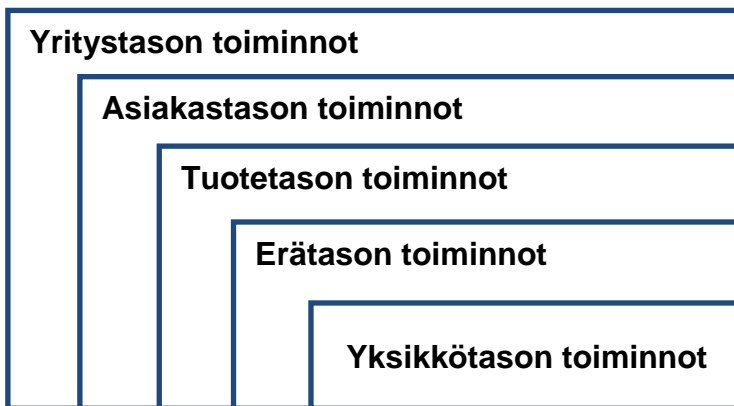 Yritystason toiminnot
Asiakastason toiminnot
Tuotetason toiminnot
Erätason toiminnot
Yksikkötason toiminnot